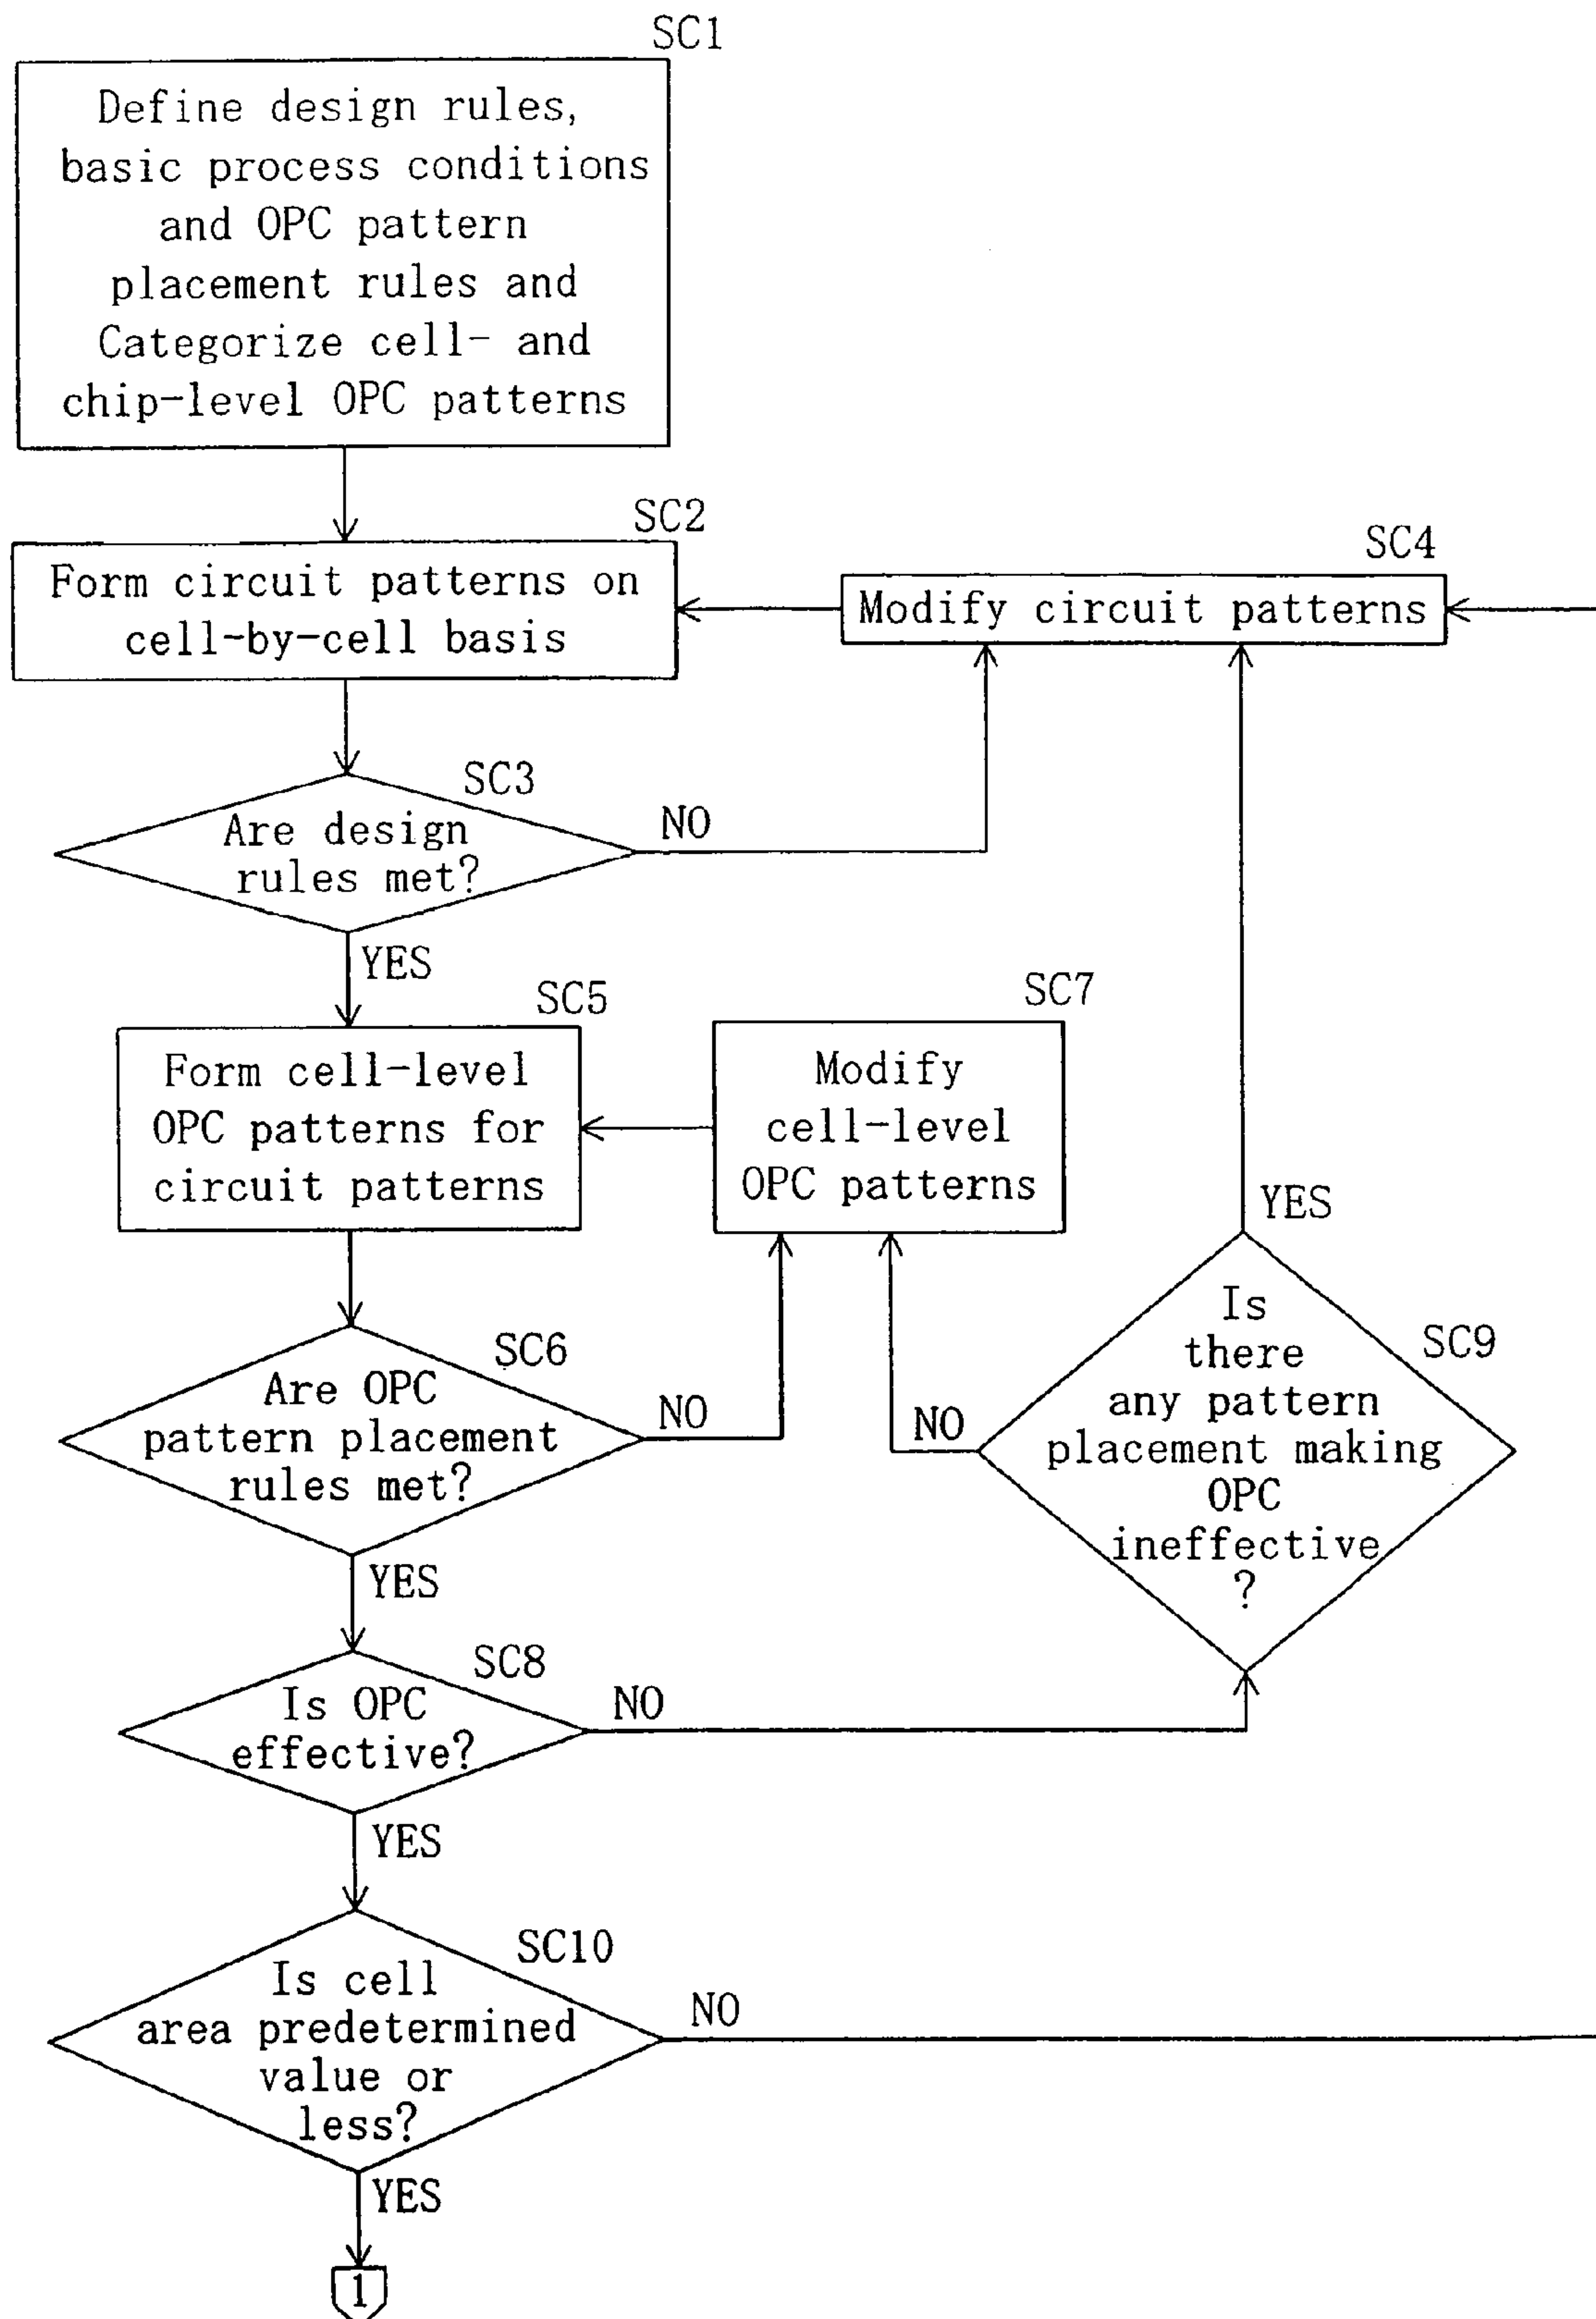 SC1
Define design rules,
basic process conditions
and OPC pattern
placement rules and
Categorize cell- and
chip-level OPC patterns
SC2
Form circuit patterns on
cell-by-cell basis
SC4
Modify circuit patterns
SC3
Are design
rules met?
NO
YES
SC5
Form cell-level
OPC patterns for
circuit patterns
SC7
Modify
cell-level
OPC patterns
SC6
Are OPC
pattern placement
rules met?
NO
YES
SC9
Is
there
any pattern
placement making
OPC
ineffective
?
NO
YES
SC8
Is OPC
effective?
NO
YES
SC10
Is cell
area predetermined
value or
less?
NO
YES
1